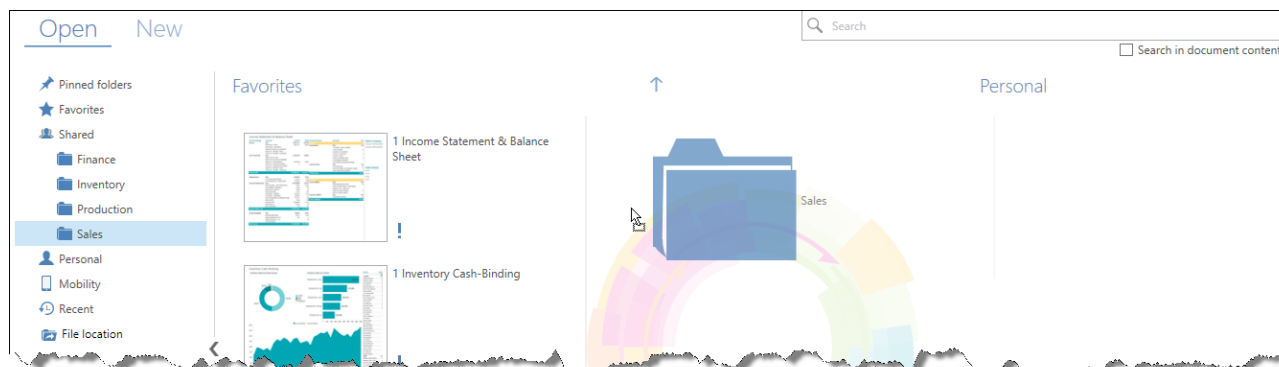 Open
New
Search
Search in document content
Pinned folders
Favorites
Shared
Finance
Inventory
Production
Sales
Personal
Mobility
Recent
File location
Favorites
1 Income Statement & Balance
Sheet
1 Inventory Cash-Binding
Sales
Personal